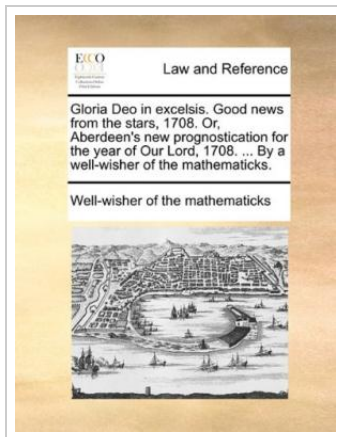 ECCO
Law and Reference
Gloria Deo in excelsis. Good news
from the stars, 1708. Or,
Aberdeen's new prognostication for
the year of Our Lord, 1708. ... By a
well-wisher of the mathematicks.
Well-wisher of the mathematicks